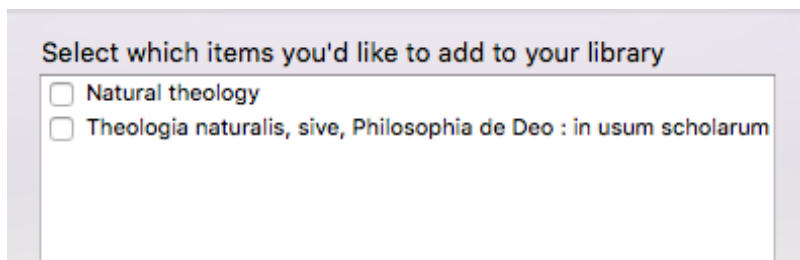 Select which items you'd like to add to your library
Natural theology
Theologia naturalis, sive, Philosophia de Deo : in usum scholarum